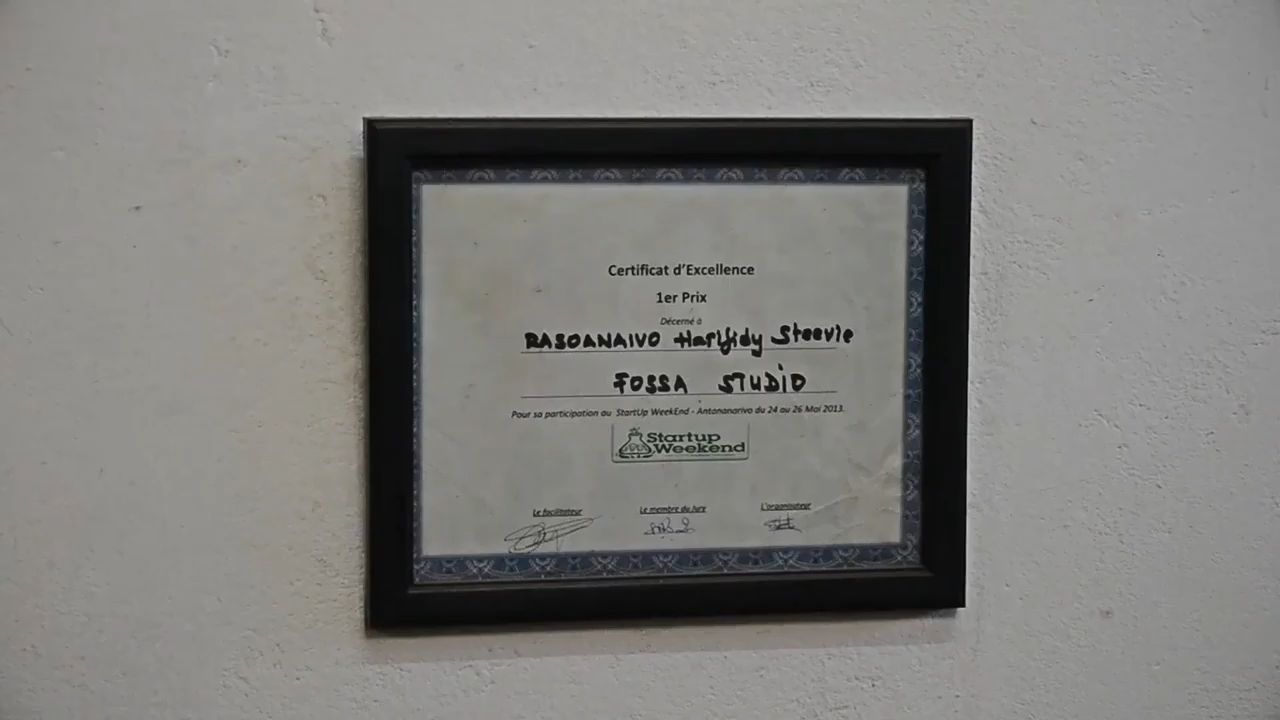 Certificat d'Excellence
1er Prix
Décerné à
RASOANAIVO Harifidy Steevie
FOSSA STUDIO
Pour sa participation au StartUp WeekEnd - Antananarivo du 24 au 26 Mai 2013.
Startup
Weekend
Le facilitateur Le membre du Jury L'organisateur